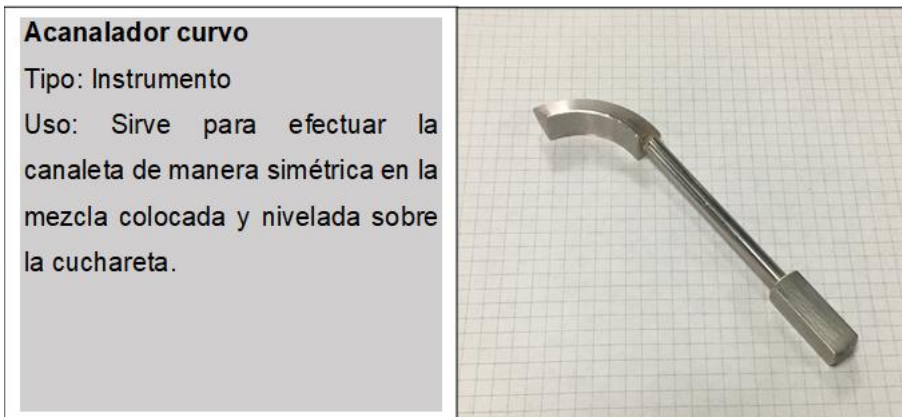 Acanalador curvo
Tipo: Instrumento
Uso: Sirve para efectuar la
canaleta de manera simétrica en la
mezcla colocada y nivelada sobre
la cuchareta.